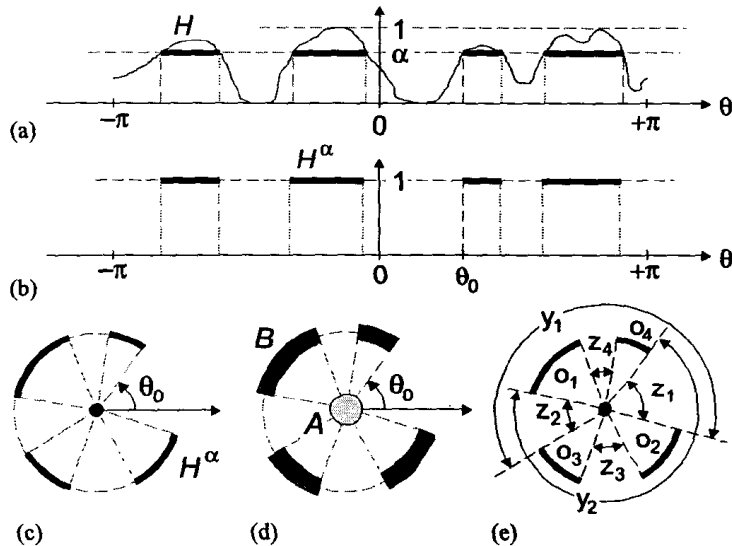 H
1
α
(a)
−π
0
+π
θ
H^α
1
(b)
−π
0
θ₀
+π
θ
θ₀
H^α
(c)
B
A
θ₀
(d)
y₁
z₄
o₄
o₁
z₁
z₂
o₂
o₃
z₃
y₂
(e)